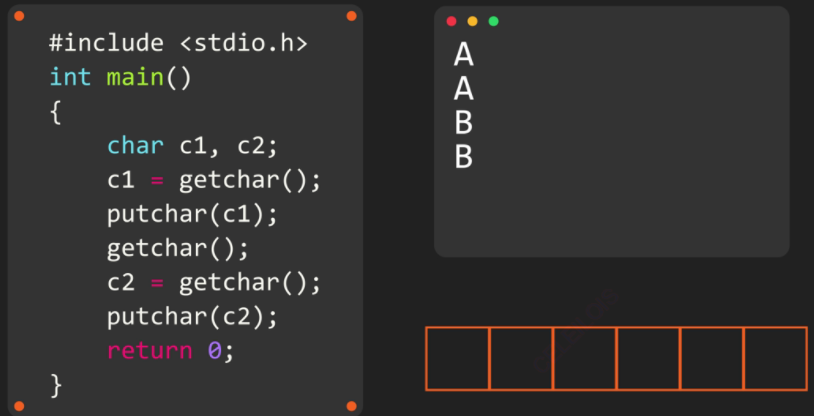 #include <stdio.h>
int main()
{
    char c1, c2;
    c1 = getchar();
    putchar(c1);
    getchar();
    c2 = getchar();
    putchar(c2);
    return 0;
}
A
A
B
B